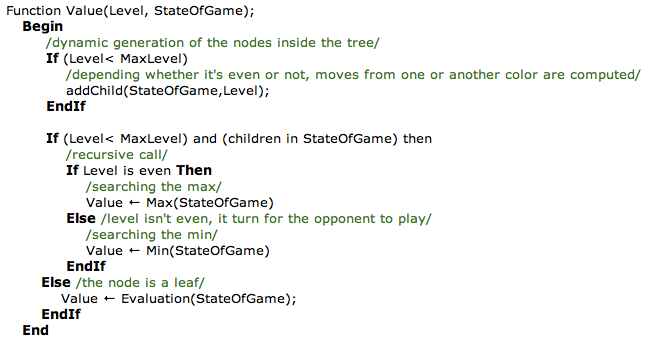 Function Value(Level, StateOfGame);
Begin
/dynamic generation of the nodes inside the tree/
If (Level< MaxLevel)
/depending whether it's even or not, moves from one or another color are computed/
addChild(StateOfGame,Level);
EndIf
If (Level< MaxLevel) and (children in StateOfGame) then
/recursive call/
If Level is even Then
/searching the max/
Value ← Max(StateOfGame)
Else /level isn't even, it turn for the opponent to play/
/searching the min/
Value ← Min(StateOfGame)
EndIf
Else /the node is a leaf/
Value ← Evaluation(StateOfGame);
EndIf
End